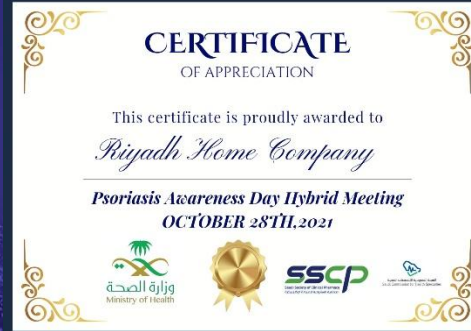 CERTIFICATE
OF APPRECIATION
This certificate is proudly awarded to
Riyadh Home Company
Psoriasis Awareness Day Hybrid Meeting
OCTOBER 28TH,2021
وزارة الصحة
Ministry of Health
SSCP